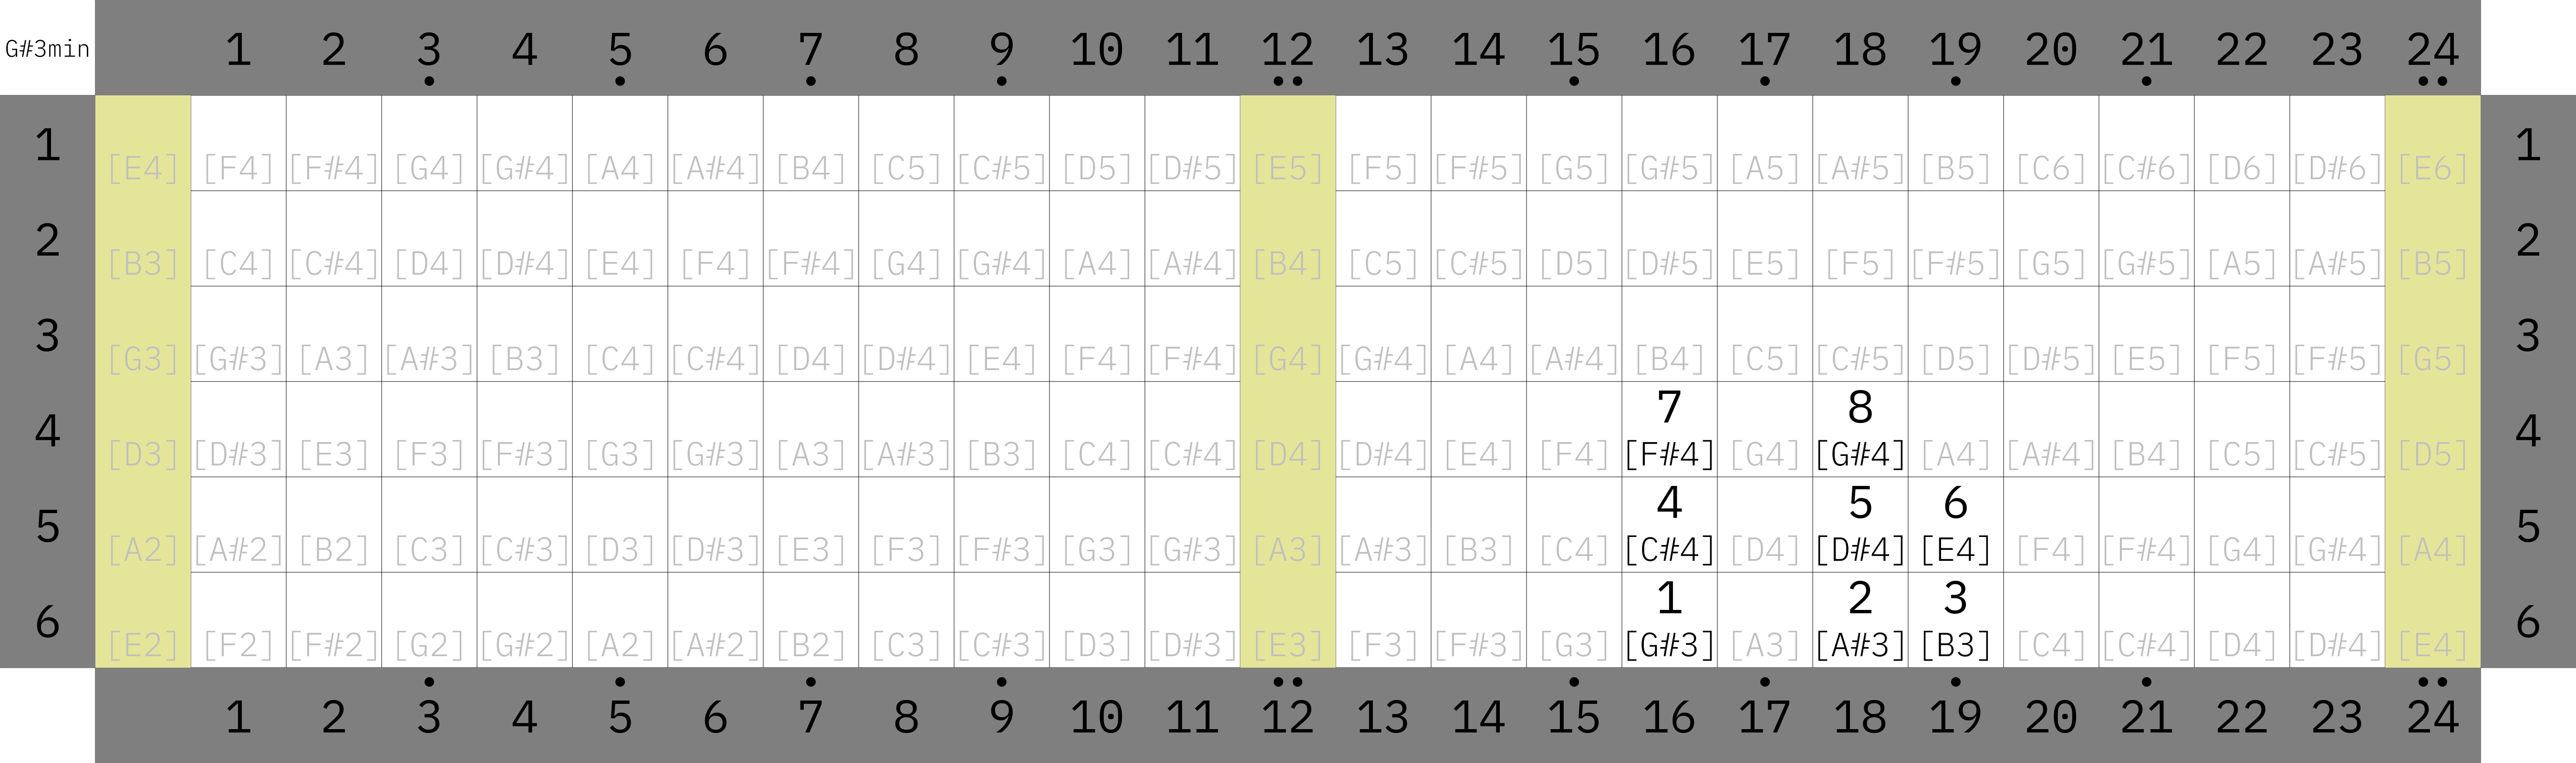 G#3min 1 2 3 4 5 6 7 8 9 10 11 12 13 14 15 16 17 18 19 20 21 22 23 24
1 [E4] [F4] [F#4] [G4] [G#4] [A4] [A#4] [B4] [C5] [C#5] [D5] [D#5] [E5] [F5] [F#5] [G5] [G#5] [A5] [A#5] [B5] [C6] [C#6] [D6] [D#6] [E6] 1
2 [B3] [C4] [C#4] [D4] [D#4] [E4] [F4] [F#4] [G4] [G#4] [A4] [A#4] [B4] [C5] [C#5] [D5] [D#5] [E5] [F5] [F#5] [G5] [G#5] [A5] [A#5] [B5] 2
3 [G3] [G#3] [A3] [A#3] [B3] [C4] [C#4] [D4] [D#4] [E4] [F4] [F#4] [G4] [G#4] [A4] [A#4] [B4] [C5] [C#5] [D5] [D#5] [E5] [F5] [F#5] [G5] 3
7 8
4 [D3] [D#3] [E3] [F3] [F#3] [G3] [G#3] [A3] [A#3] [B3] [C4] [C#4] [D4] [D#4] [E4] [F4] [F#4] [G4] [G#4] [A4] [A#4] [B4] [C5] [C#5] [D5] 4
4 5 6
5 [A2] [A#2] [B2] [C3] [C#3] [D3] [D#3] [E3] [F3] [F#3] [G3] [G#3] [A3] [A#3] [B3] [C4] [C#4] [D4] [D#4] [E4] [F4] [F#4] [G4] [G#4] [A4] 5
1 2 3
6 [E2] [F2] [F#2] [G2] [G#2] [A2] [A#2] [B2] [C3] [C#3] [D3] [D#3] [E3] [F3] [F#3] [G3] [G#3] [A3] [A#3] [B3] [C4] [C#4] [D4] [D#4] [E4] 6
1 2 3 4 5 6 7 8 9 10 11 12 13 14 15 16 17 18 19 20 21 22 23 24